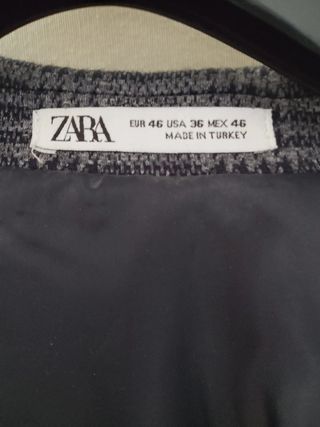 ZARA
EUR 46 USA 36 MEX 46
MADE IN TURKEY